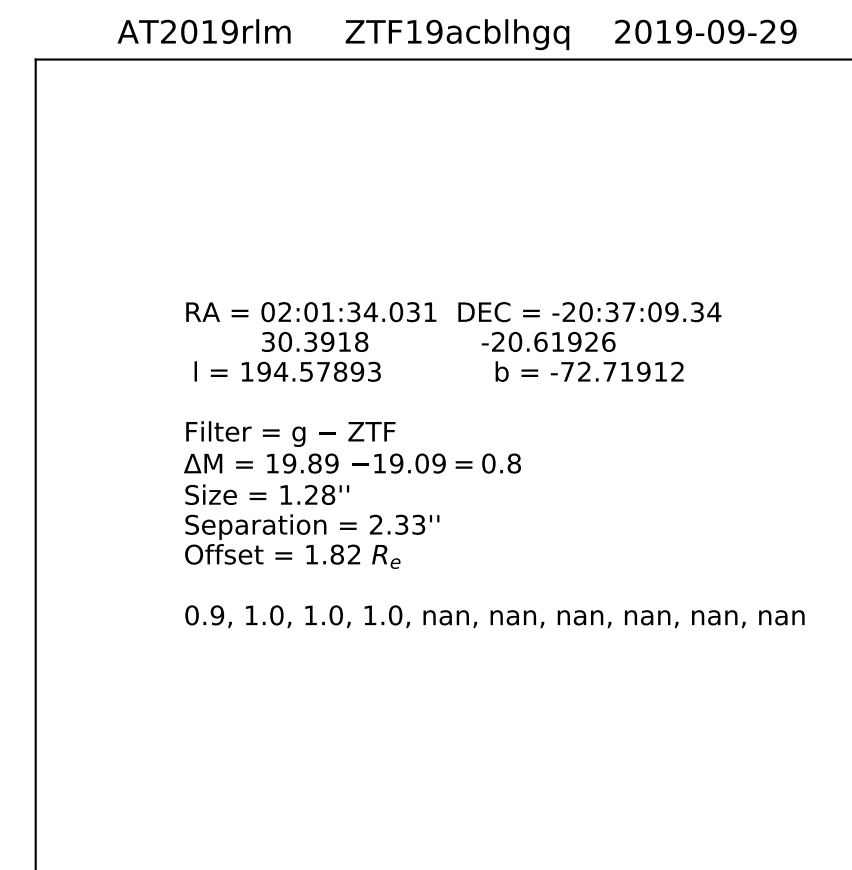 AT2019rlm ZTF19acblhgq 2019-09-29
RA = 02:01:34.031 DEC = -20:37:09.34
30.3918 -20.61926
l = 194.57893 b = -72.71912
Filter = g − ZTF
ΔM = 19.89 −19.09 = 0.8
Size = 1.28''
Separation = 2.33''
Offset = 1.82 Rₑ
0.9, 1.0, 1.0, 1.0, nan, nan, nan, nan, nan, nan